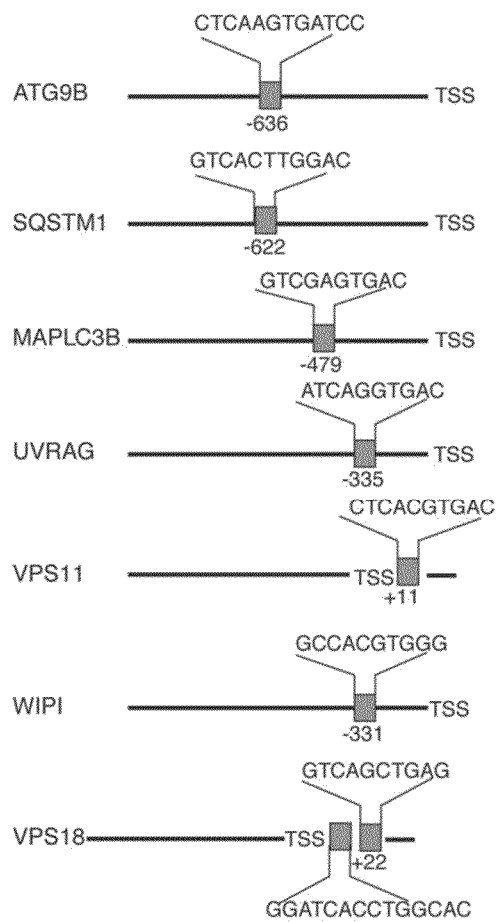 CTCAAGTGATCC
ATG9B TSS
-636
GTCACTTGGAC
SQSTM1 TSS
-622
GTCGAGTGAC
MAPLC3B TSS
-479
ATCAGGTGAC
UVRAG TSS
-335
CTCACGTGAC
VPS11 TSS
+11
GCCACGTGGG
WIPI TSS
-331
GTCAGCTGAG
VPS18 TSS
+22
GGATCACCTGGCAC